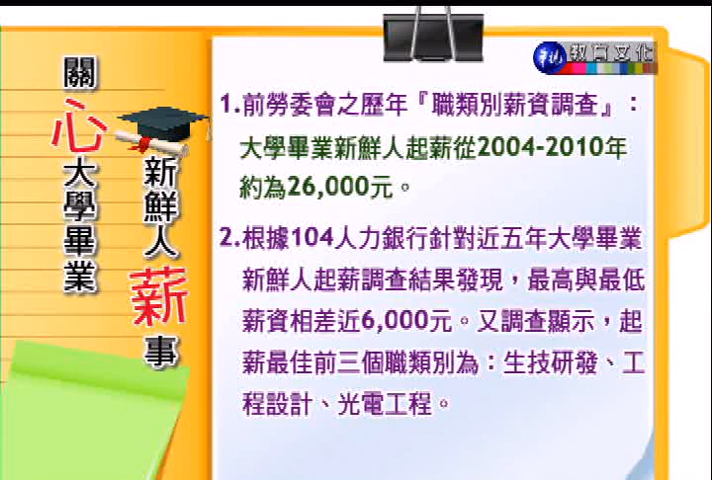 關心大學畢業
新鮮人薪事
華視 教育文化
1.前勞委會之歷年『職類別薪資調查』：
大學畢業新鮮人起薪從2004-2010年
約為26,000元。
2.根據104人力銀行針對近五年大學畢業
新鮮人起薪調查結果發現，最高與最低
薪資相差近6,000元。又調查顯示，起
薪最佳前三個職類別為：生技研發、工
程設計、光電工程。